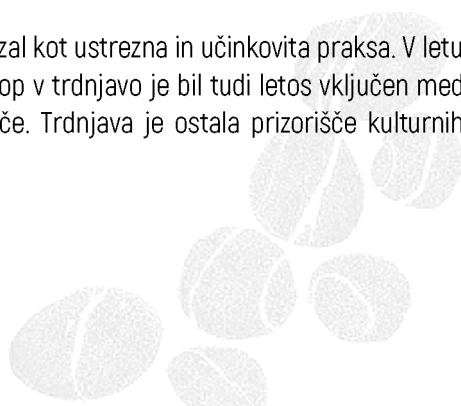 zal kot ustrezna in učinkovita praksa. V letu
op v trdnjavo je bil tudi letos vključen med
če. Trdnjava je ostala prizorišče kulturnih